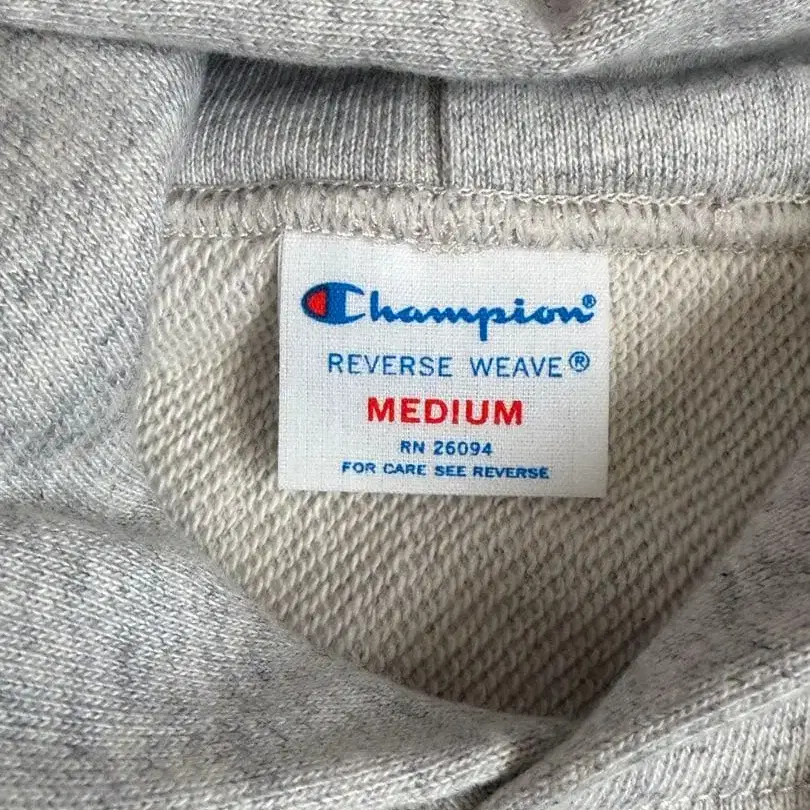 Champion®
REVERSE WEAVE®
MEDIUM
RN 26094
FOR CARE SEE REVERSE